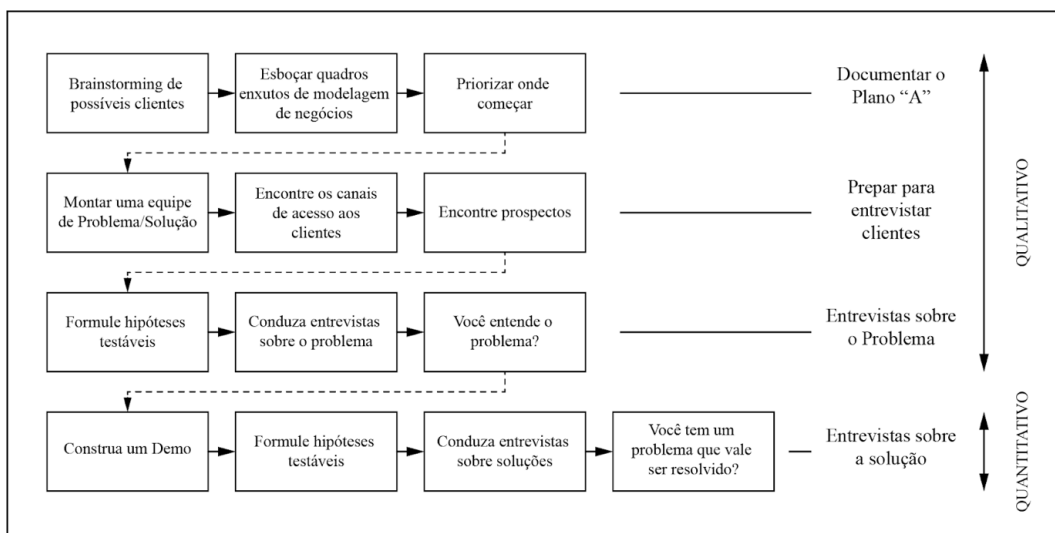 Brainstorming de
possíveis clientes
Esboçar quadros
enxutos de modelagem
de negócios
Priorizar onde
começar
Documentar o
Plano “A”
Montar uma equipe
de Problema/Solução
Encontre os canais
de acesso aos
clientes
Encontre prospectos
Prepar para
entrevistar
clientes
QUALITATIVO
Formule hipóteses
testáveis
Conduza entrevistas
sobre o problema
Você entende o
problema?
Entrevistas sobre
o Problema
Construa um Demo
Formule hipóteses
testáveis
Conduza entrevistas
sobre soluções
Você tem um
problema que vale
ser resolvido?
Entrevistas sobre
a solução
QUANTITATIVO